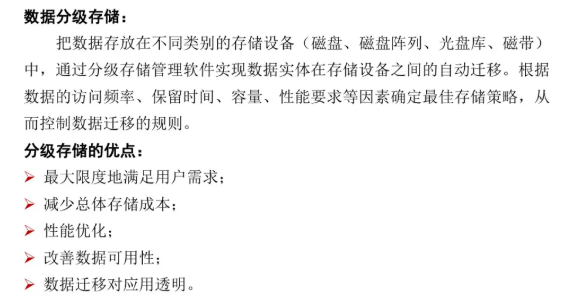 数据分级存储：
把数据存放在不同类别的存储设备（磁盘、磁盘阵列、光盘库、磁带）
中，通过分级存储管理软件实现数据实体在存储设备之间的自动迁移。根据
数据的访问频率、保留时间、容量、性能要求等因素确定最佳存储策略，从
而控制数据迁移的规则。
分级存储的优点：
➢ 最大限度地满足用户需求；
➢ 减少总体存储成本；
➢ 性能优化；
➢ 改善数据可用性；
➢ 数据迁移对应用透明。